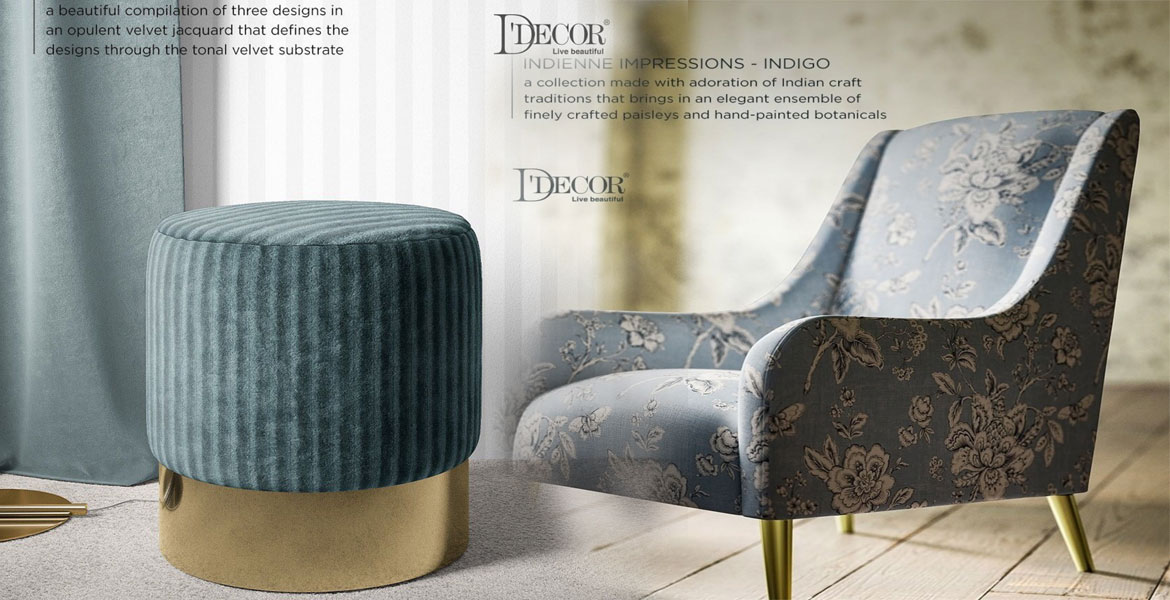 a beautiful compilation of three designs in
an opulent velvet jacquard that defines the
designs through the tonal velvet substrate
D'DECOR®
Live beautiful
INDIENNE IMPRESSIONS - INDIGO
a collection made with adoration of Indian craft
traditions that brings in an elegant ensemble of
finely crafted paisleys and hand-painted botanicals
D'DECOR®
Live beautiful